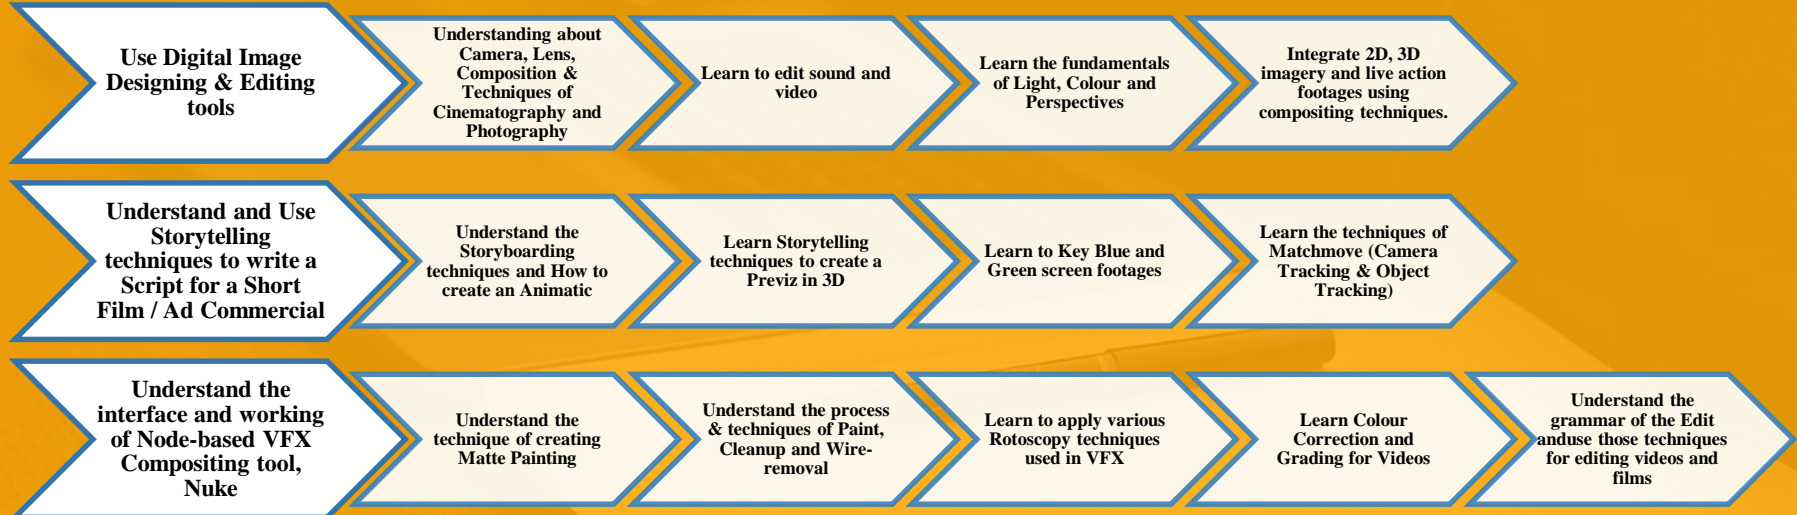 Use Digital Image
Designing & Editing
tools
Understanding about
Camera, Lens,
Composition &
Techniques of
Cinematography and
Photography
Learn to edit sound and
video
Learn the fundamentals
of Light, Colour and
Perspectives
Integrate 2D, 3D
imagery and live action
footages using
compositing techniques.
Understand and Use
Storytelling
techniques to write a
Script for a Short
Film / Ad Commercial
Understand the
Storyboarding
techniques and How to
create an Animatic
Learn Storytelling
techniques to create a
Previz in 3D
Learn to Key Blue and
Green screen footages
Learn the techniques of
Matchmove (Camera
Tracking & Object
Tracking)
Understand the
interface and working
of Node-based VFX
Compositing tool,
Nuke
Understand the
technique of creating
Matte Painting
Understand the process
& techniques of Paint,
Cleanup and Wire-
removal
Learn to apply various
Rotoscopy techniques
used in VFX
Learn Colour
Correction and
Grading for Videos
Understand the
grammar of the Edit
anduse those techniques
for editing videos and
films